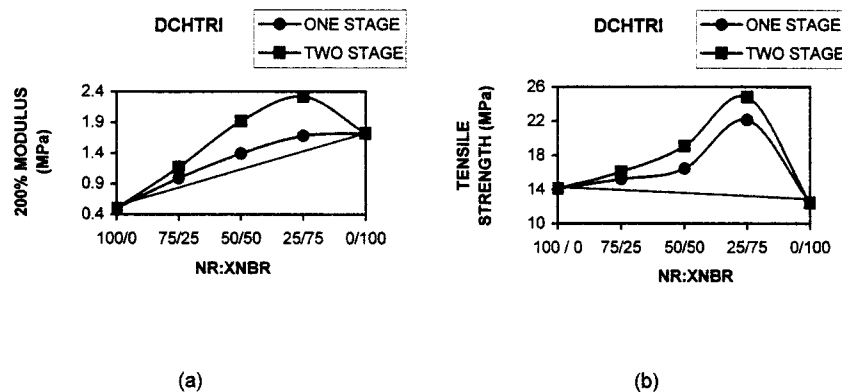 DCHTRI
ONE STAGE
TWO STAGE
200% MODULUS
(MPa)
2.4
1.9
1.4
0.9
0.4
100/0 75/25 50/50 25/75 0/100
NR:XNBR
(a)
DCHTRI
ONE STAGE
TWO STAGE
TENSILE
STRENGTH (MPa)
26
22
18
14
10
100 / 0 75/25 50/50 25/75 0/100
NR:XNBR
(b)